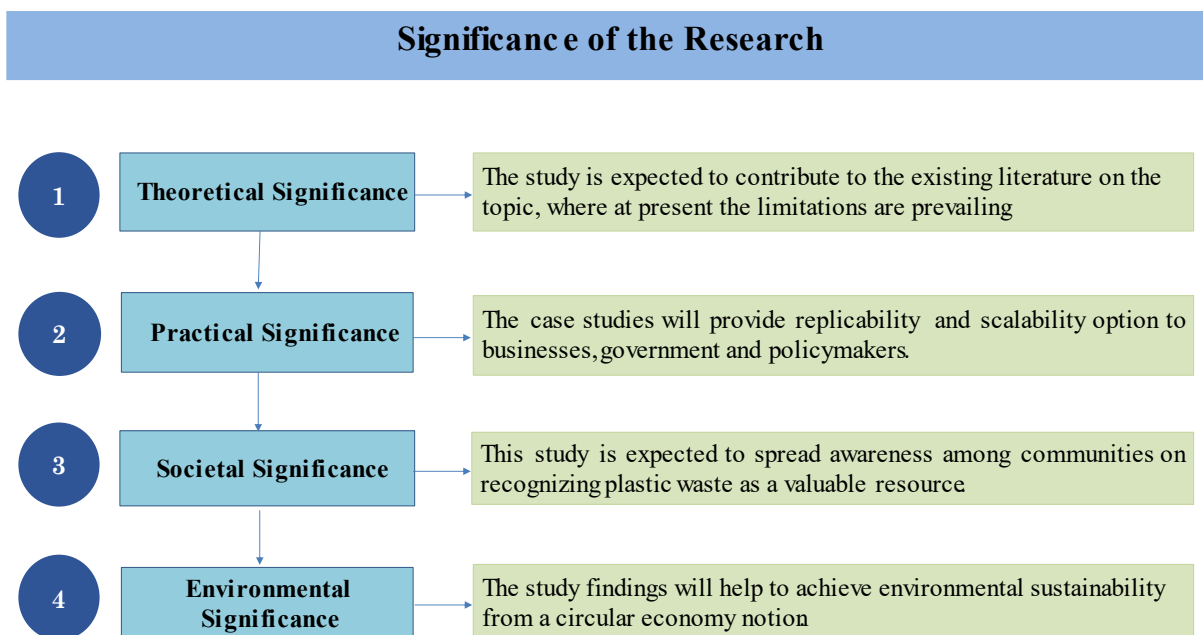 Significance of the Research
1
Theoretical Significance
The study is expected to contribute to the existing literature on the
topic, where at present the limitations are prevailing
2
Practical Significance
The case studies will provide replicability and scalability option to
businesses,government and policymakers.
3
Societal Significance
This study is expected to spread awareness among communities on
recognizing plastic waste as a valuable resource.
4
Environmental
Significance
The study findings will help to achieve environmental sustainability
from a circular economy notion.